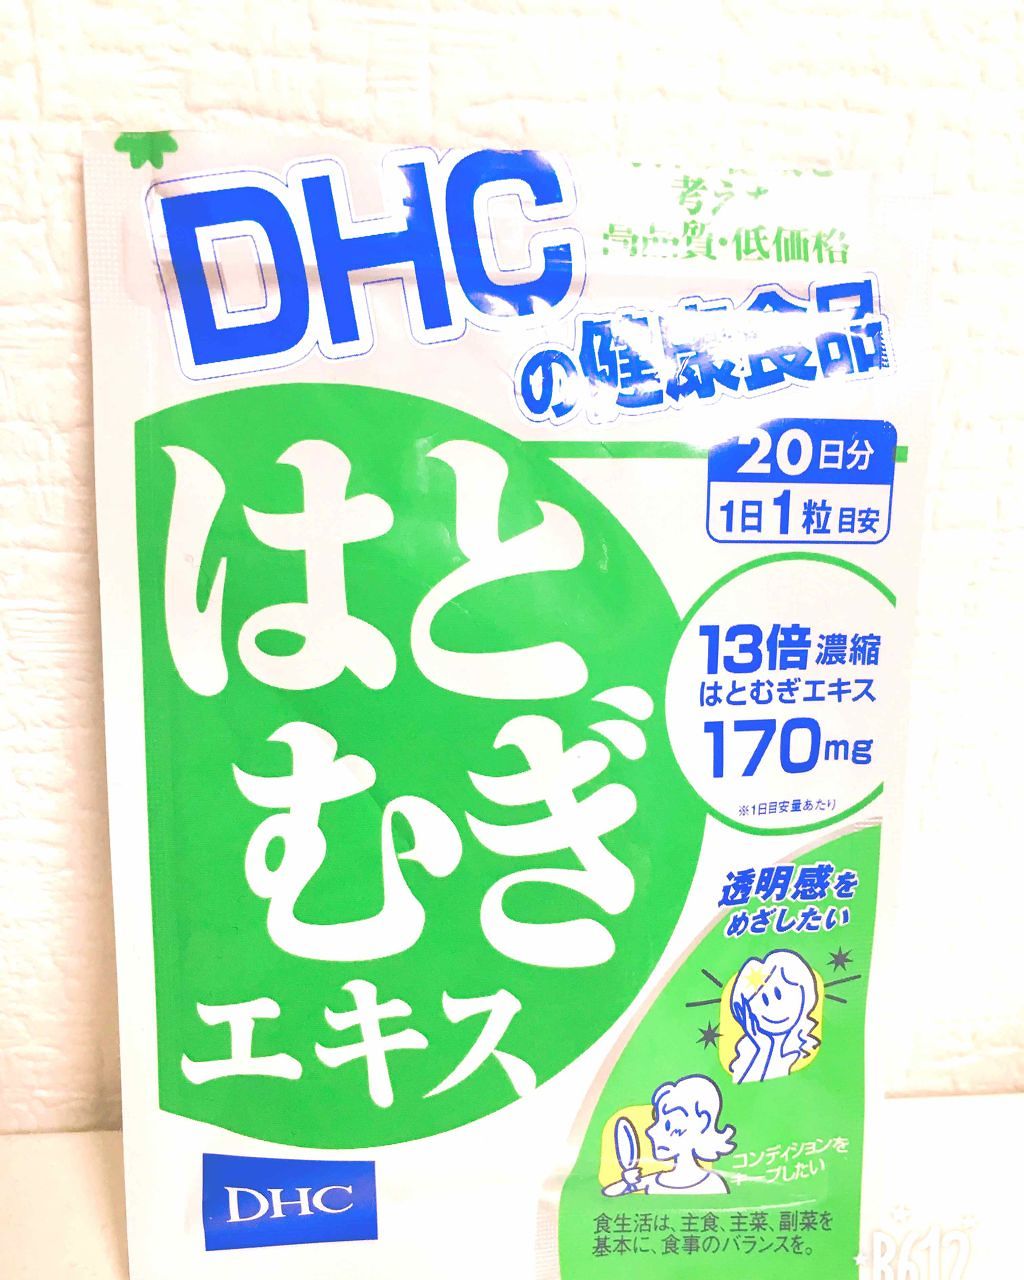 DHC
考え
高品質・低価格
の健康食品
20日分
1日1粒目安
はと
むぎ
エキス
13倍濃縮
はとむぎエキス
170mg
※1日目安量あたり
透明感を
めざしたい
コンディションを
キープしたい
DHC
食生活は、主食、主菜、副菜を
基本に、食事のバランスを。
B612